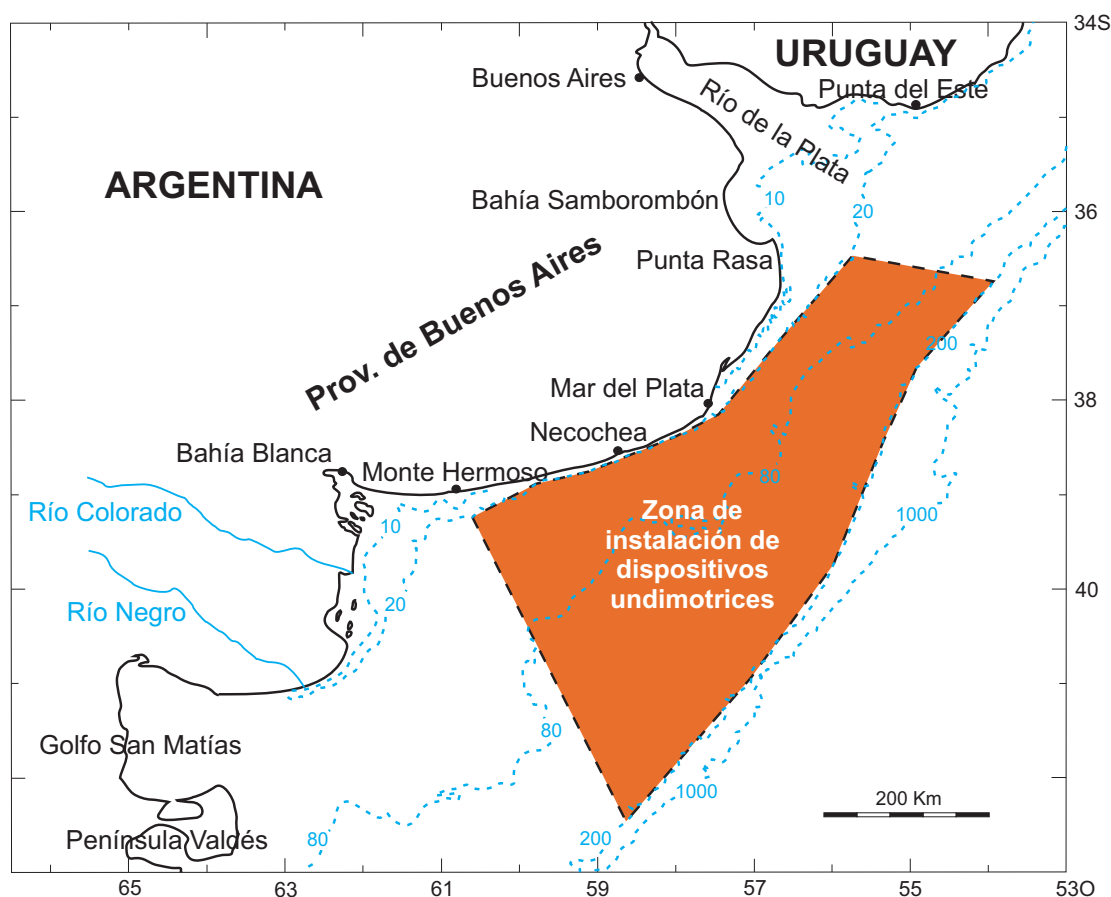 34S
URUGUAY
Buenos Aires
Punta del Este
Río de la Plata
ARGENTINA
10
20
36
Bahía Samborombón
Prov. de Buenos Aires
Punta Rasa
200
Mar del Plata
38
Necochea
Bahía Blanca
Monte Hermoso
80
10
1000
Río Colorado
Zona de
instalación de
dispositivos
undimotrices
20
40
Río Negro
80
Golfo San Matías
1000
200 Km
80
200
Península Valdés
65
63
61
59
57
55
53O